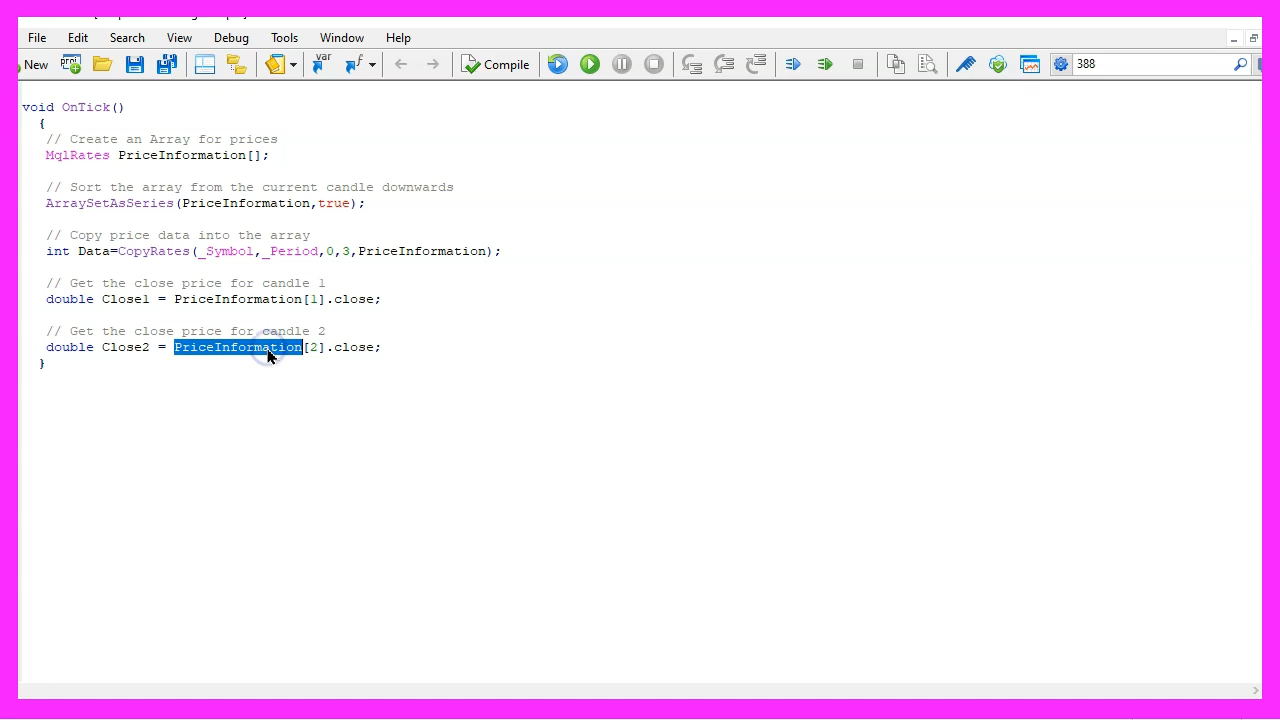 File Edit Search View Debug Tools Window Help
New Compile 388
void OnTick()
{
// Create an Array for prices
MqlRates PriceInformation[];
// Sort the array from the current candle downwards
ArraySetAsSeries(PriceInformation,true);
// Copy price data into the array
int Data=CopyRates(_Symbol,_Period,0,3,PriceInformation);
// Get the close price for candle 1
double Close1 = PriceInformation[1].close;
// Get the close price for candle 2
double Close2 = PriceInformation[2].close;
}